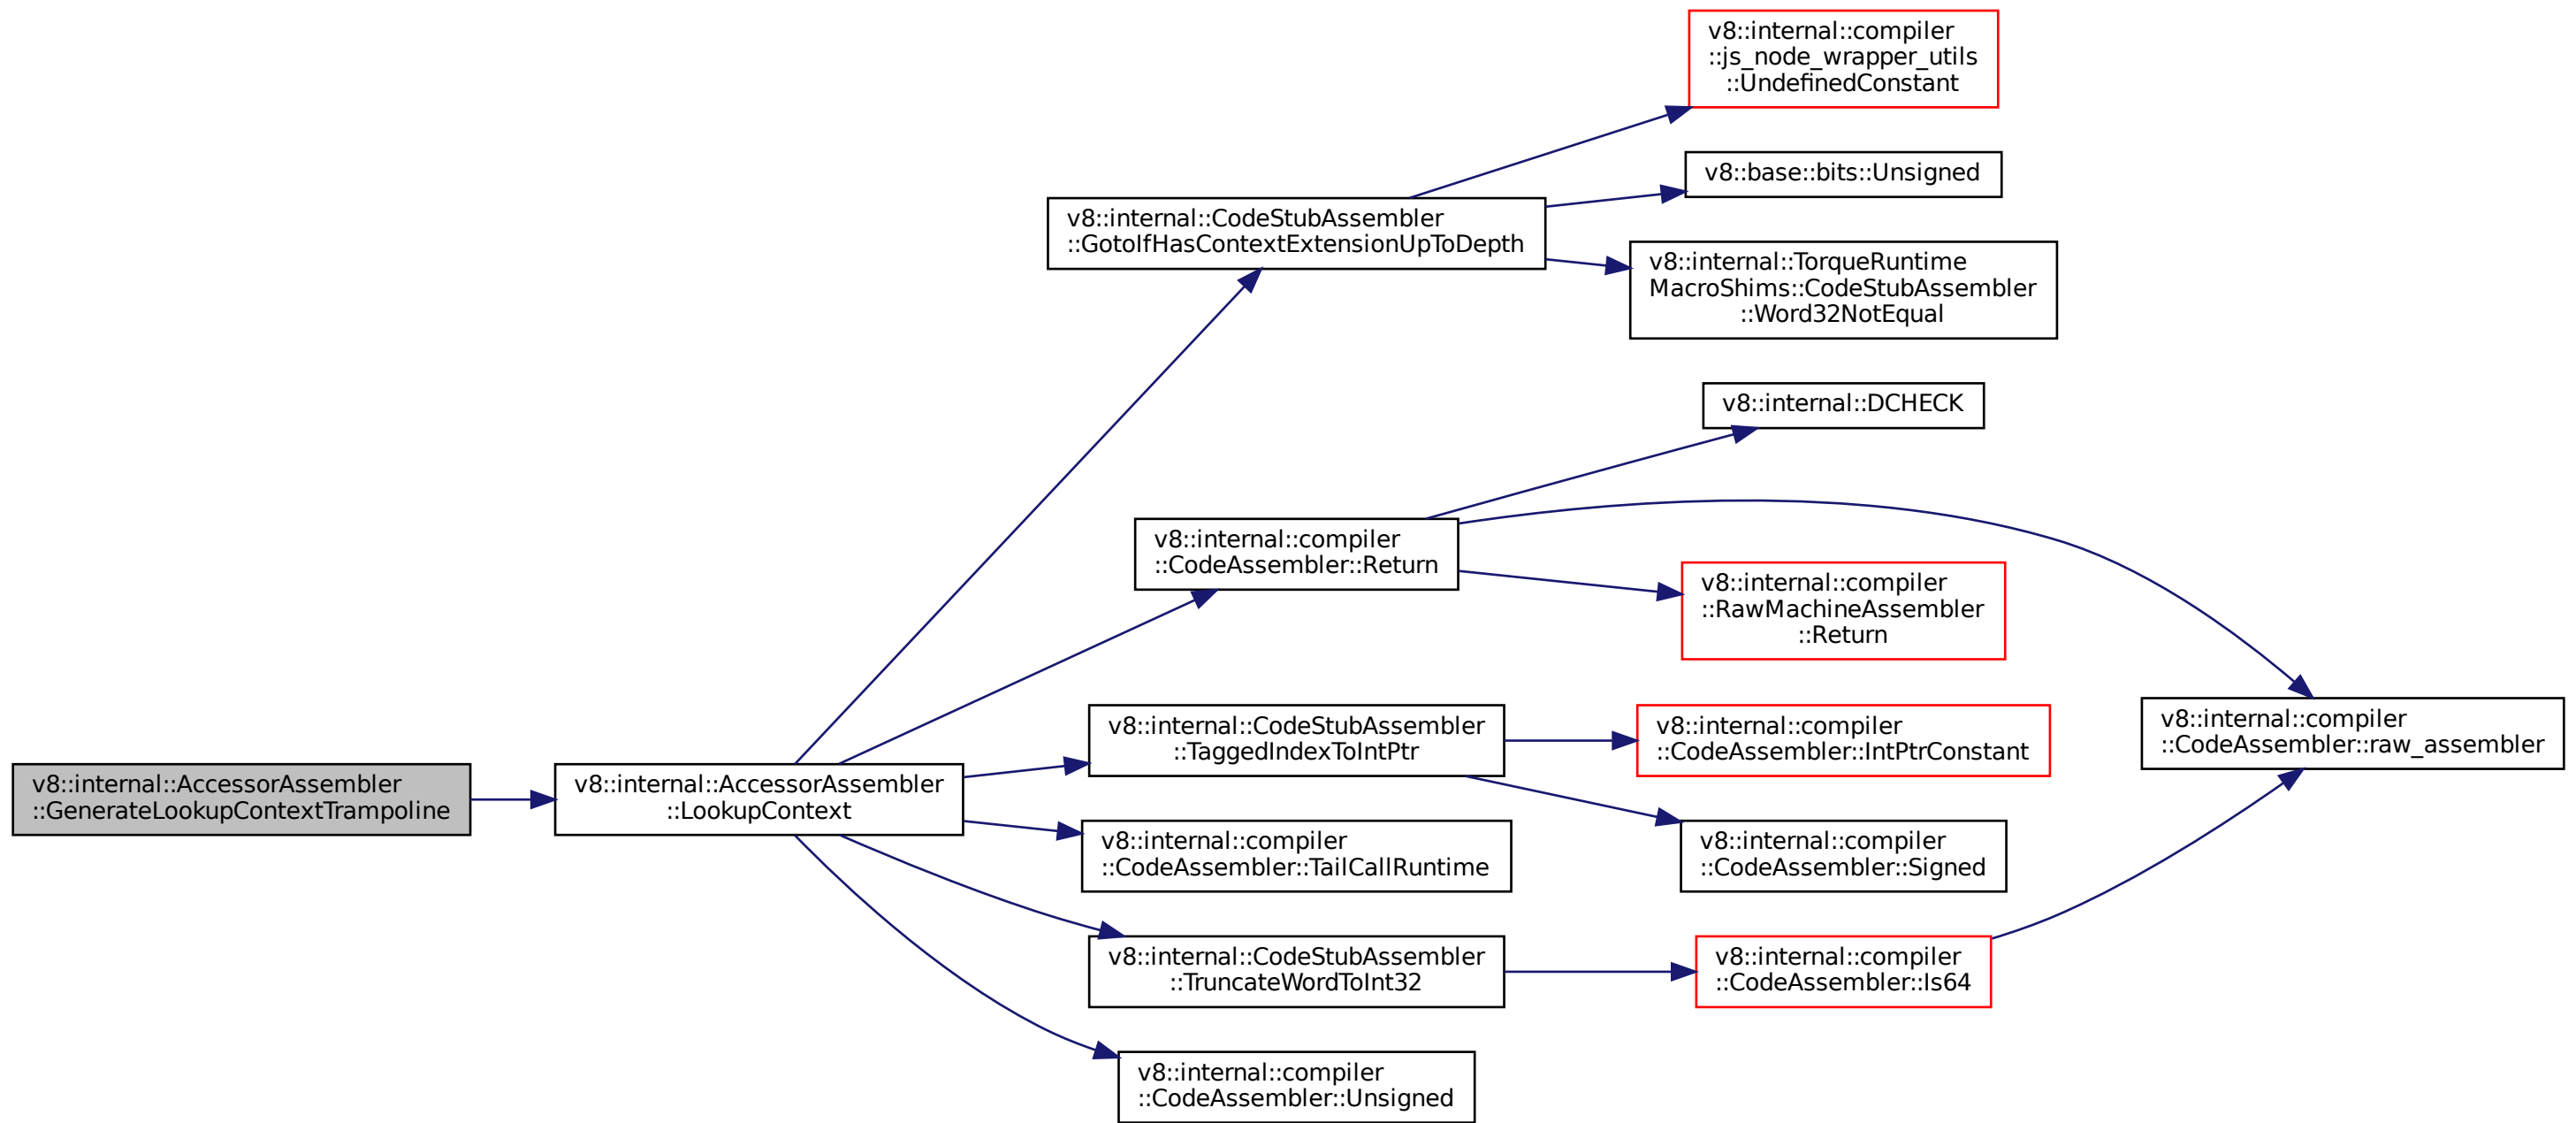 v8::internal::AccessorAssembler
::GenerateLookupContextTrampoline
v8::internal::AccessorAssembler
::LookupContext
v8::internal::CodeStubAssembler
::GotoIfHasContextExtensionUpToDepth
v8::internal::compiler
::js_node_wrapper_utils
::UndefinedConstant
v8::base::bits::Unsigned
v8::internal::TorqueRuntime
MacroShims::CodeStubAssembler
::Word32NotEqual
v8::internal::compiler
::CodeAssembler::Return
v8::internal::DCHECK
v8::internal::compiler
::RawMachineAssembler
::Return
v8::internal::compiler
::CodeAssembler::raw_assembler
v8::internal::CodeStubAssembler
::TaggedIndexToIntPtr
v8::internal::compiler
::CodeAssembler::IntPtrConstant
v8::internal::compiler
::CodeAssembler::Signed
v8::internal::compiler
::CodeAssembler::TailCallRuntime
v8::internal::CodeStubAssembler
::TruncateWordToInt32
v8::internal::compiler
::CodeAssembler::Is64
v8::internal::compiler
::CodeAssembler::Unsigned